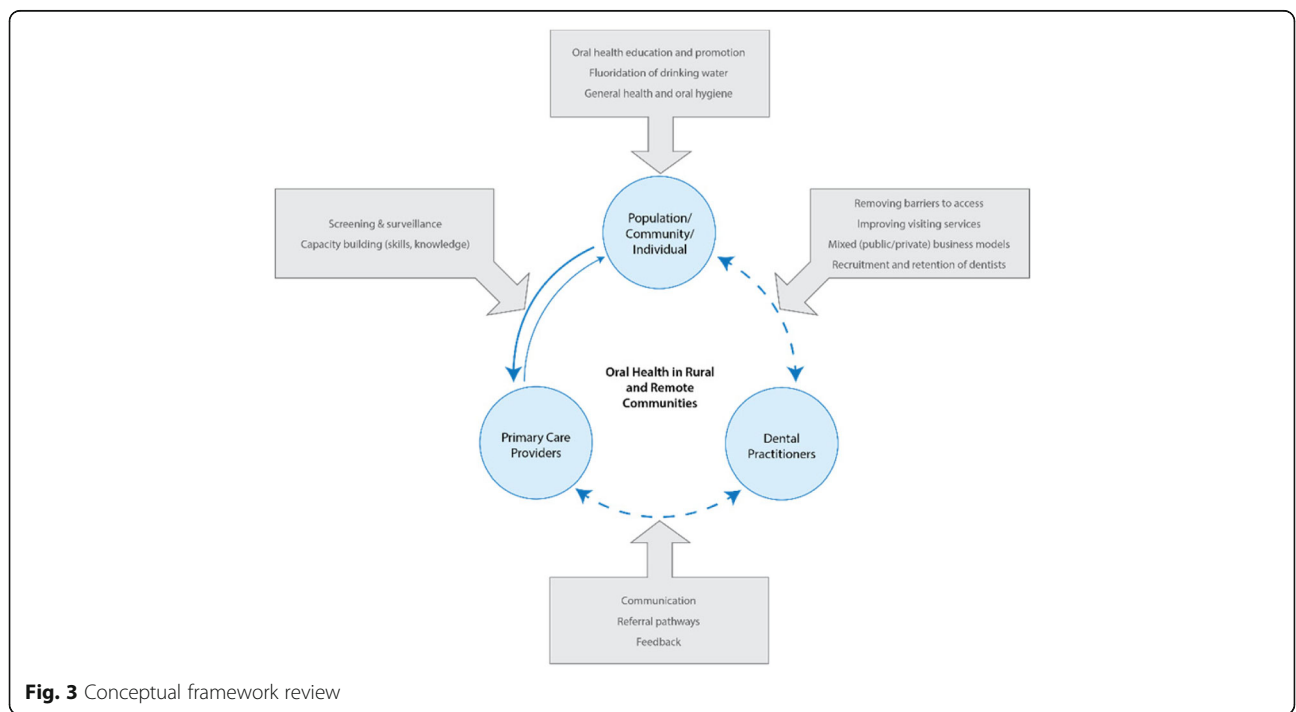 Oral health education and promotion
Fluoridation of drinking water
General health and oral hygiene
Screening & surveillance
Capacity building (skills, knowledge)
Population/
Community/
Individual
Removing barriers to access
Improving visiting services
Mixed (public/private) business models
Recruitment and retention of dentists
Oral Health in Rural
and Remote
Communities
Primary Care
Providers
Dental
Practitioners
Communication
Referral pathways
Feedback
Fig. 3 Conceptual framework review